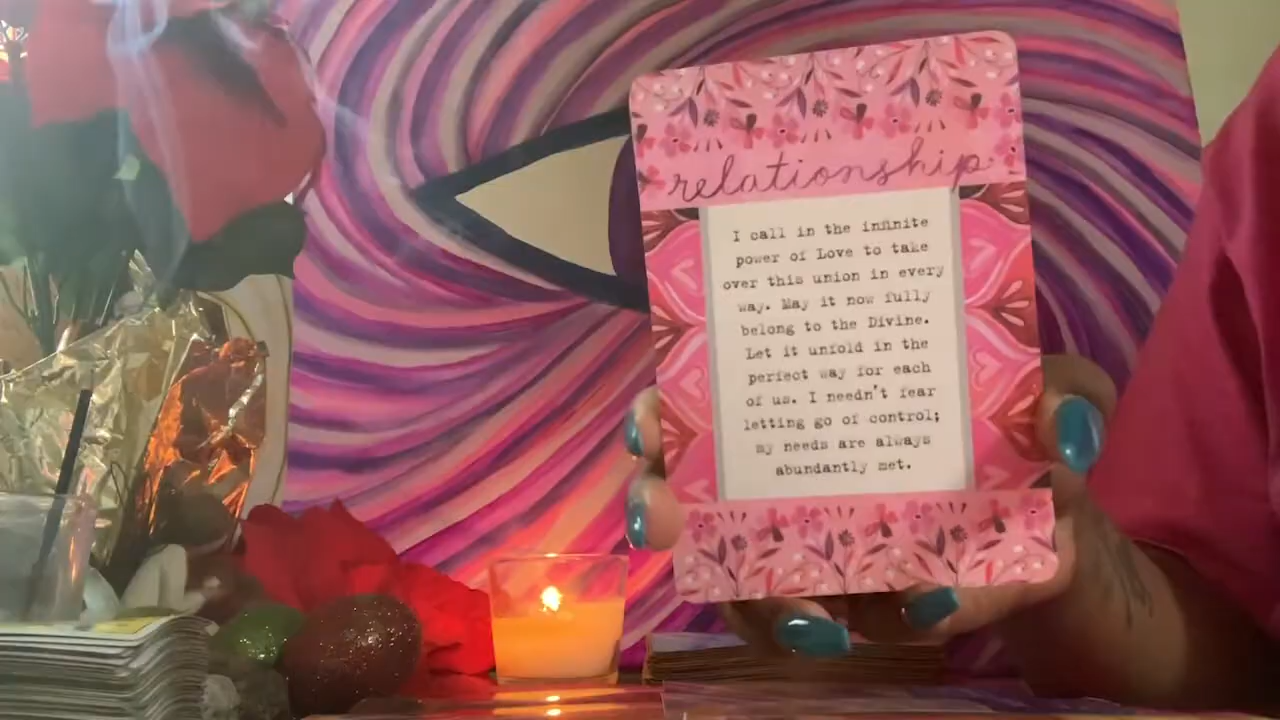 relationship
I call in the infinite
power of Love to take
over this union in every
way. May it now fully
belong to the Divine.
Let it unfold in the
perfect way for each
of us. I needn't fear
letting go of control;
my needs are always
abundantly met.